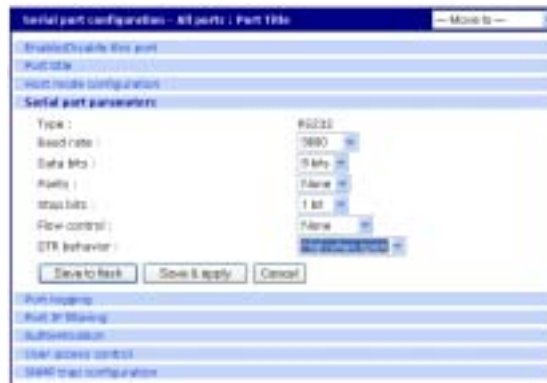 Serial port configuration - All ports : Port Title
--- Move to ---
Enable/Disable this port
Port title
Host mode configuration
Serial port parameters
Type : RS232
Baud rate : 9600
Data bits : 8 bits
Parity : None
Stop bits : 1 bit
Flow control : None
DTR behavior : High when open
Save to flash Save & apply Cancel
Port logging
Port IP filtering
Authentication
User access control
SNMP trap configuration